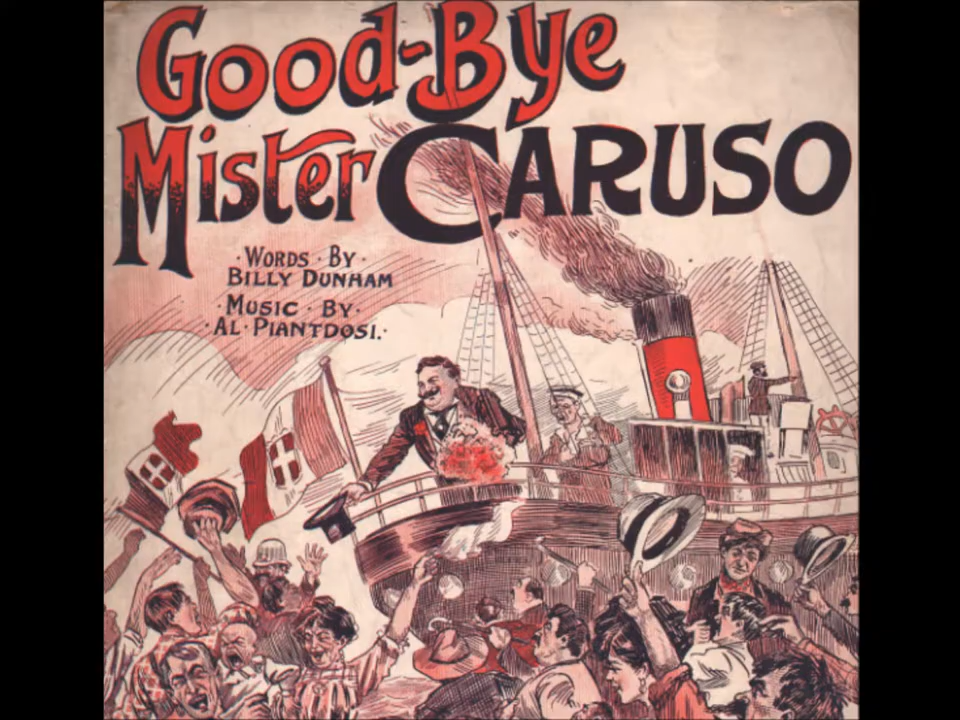 Good-Bye
Mister CARUSO
·WORDS·BY·
BILLY DUNHAM
·MUSIC·BY·
·AL·PIANTDOSI.·